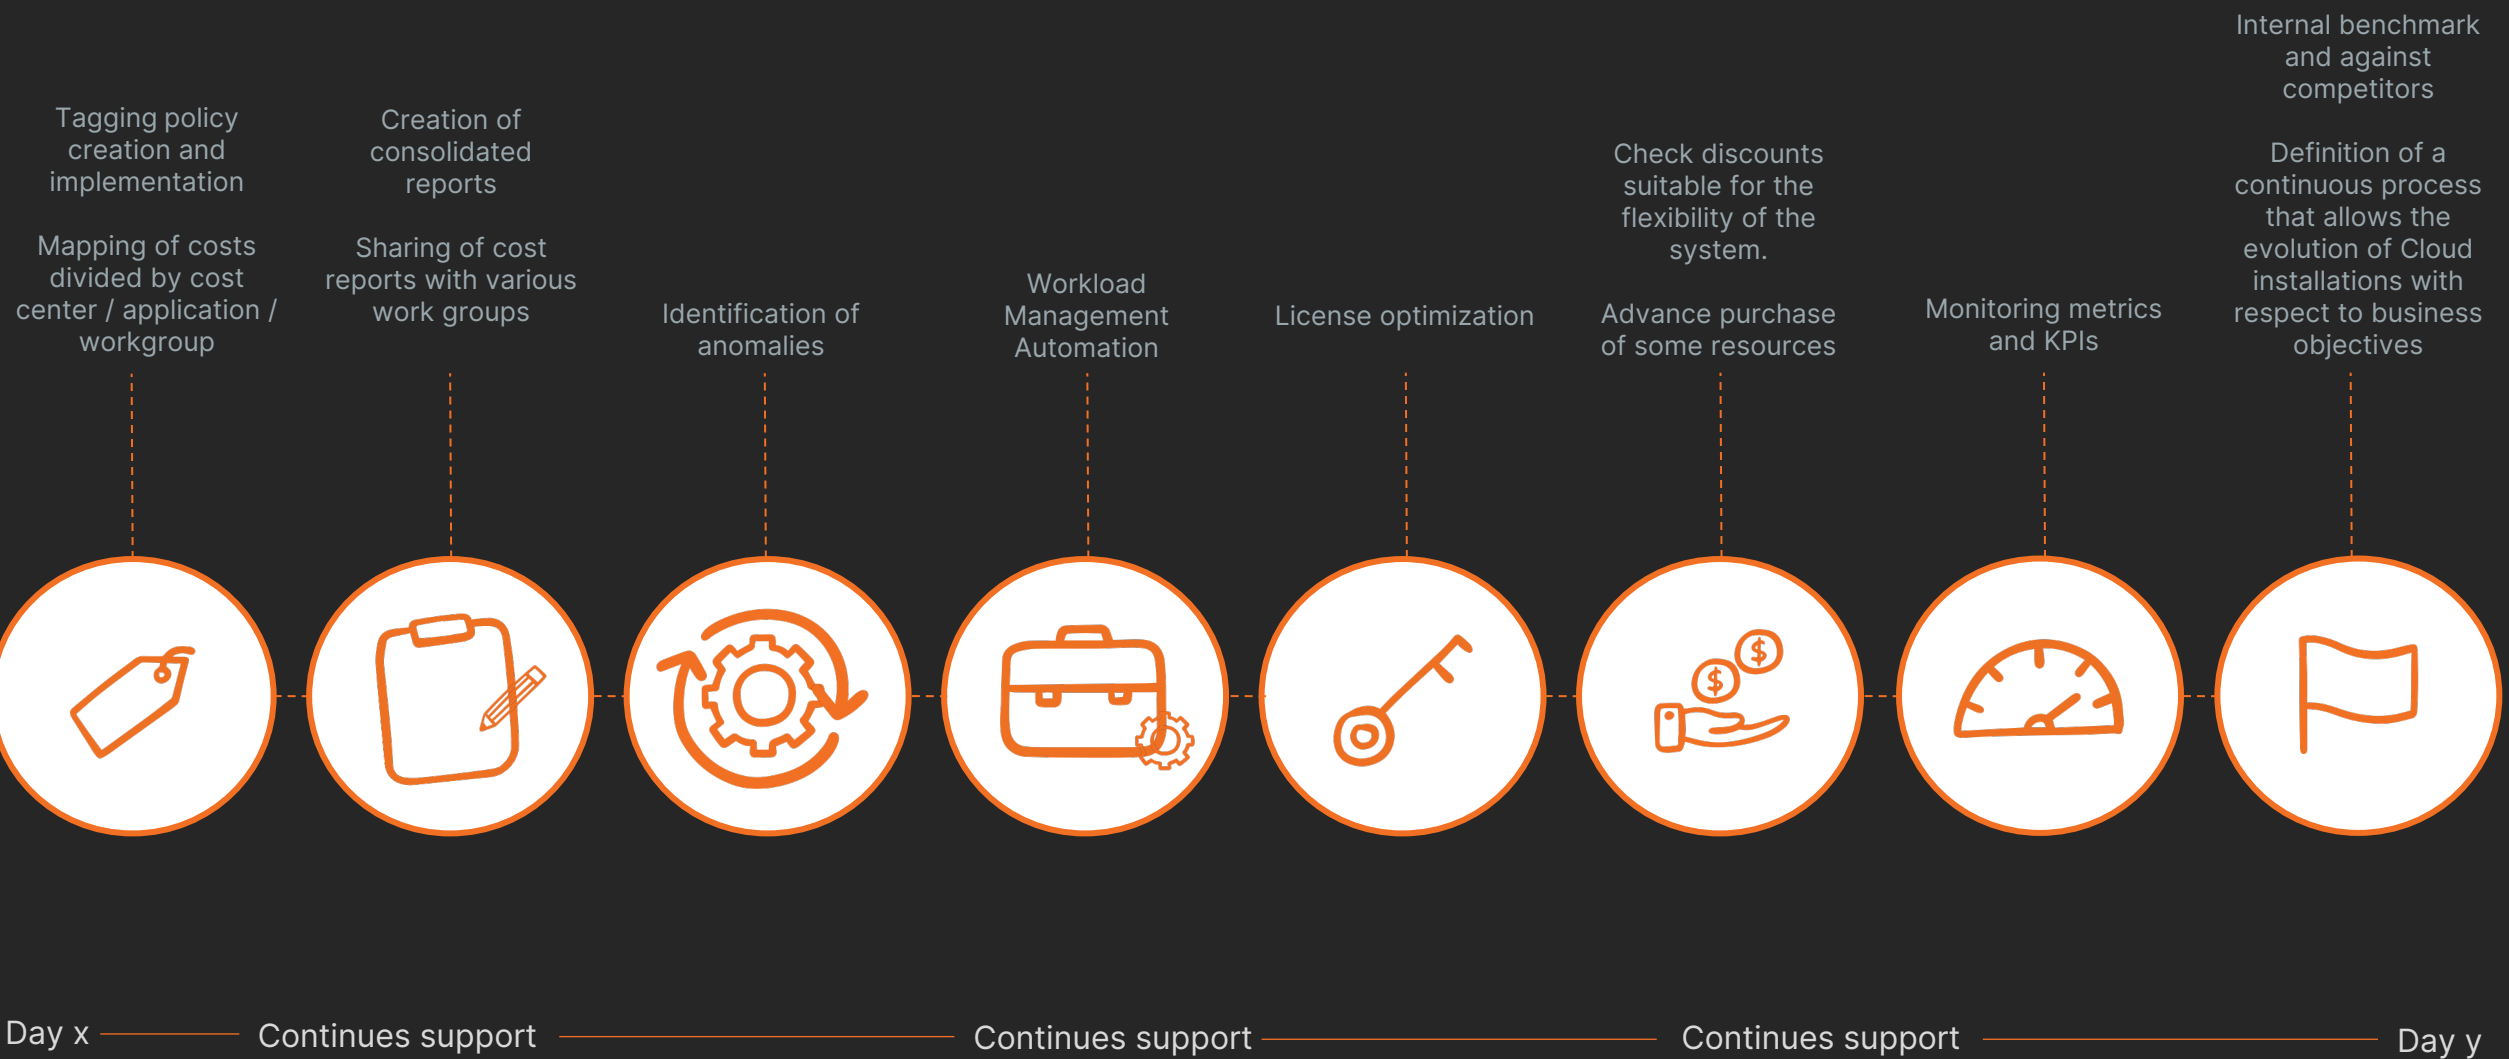 Tagging policy
creation and
implementation
Mapping of costs
divided by cost
center / application /
workgroup
Creation of
consolidated
reports
Sharing of cost
reports with various
work groups
Identification of
anomalies
Workload
Management
Automation
License optimization
Check discounts
suitable for the
flexibility of the
system.
Advance purchase
of some resources
Monitoring metrics
and KPIs
Internal benchmark
and against
competitors
Definition of a
continuous process
that allows the
evolution of Cloud
installations with
respect to business
objectives
$
$
Day x
Continues support
Continues support
Continues support
Day y